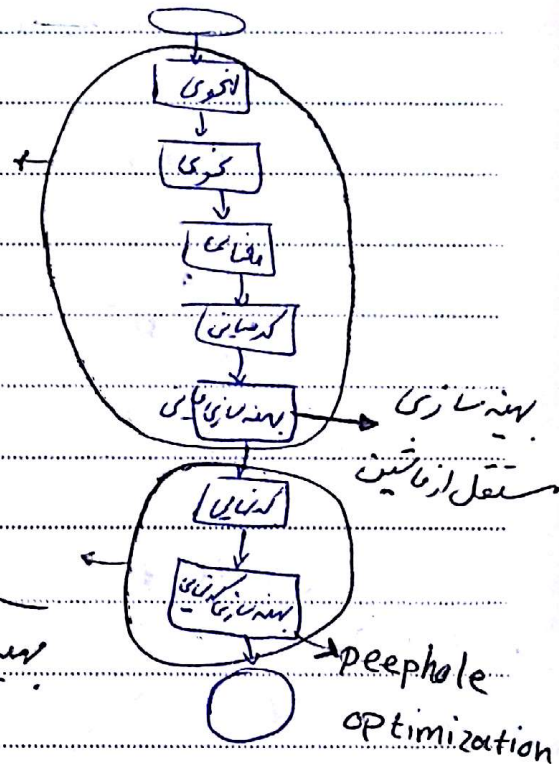 لغوی
نحوی
معنایی
کد میانی
بهینه سازی میانی
بهینه سازی
مستقل از ماشین
کد نهایی
بهینه سازی کد نهایی
peephole
optimization